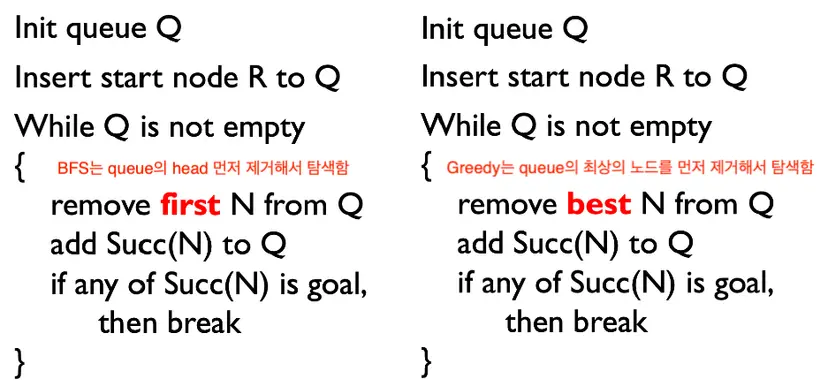 Init queue Q
Insert start node R to Q
While Q is not empty
{ BFS는 queue의 head 먼저 제거해서 탐색함
remove first N from Q
add Succ(N) to Q
if any of Succ(N) is goal,
then break
}
Init queue Q
Insert start node R to Q
While Q is not empty
{ Greedy는 queue의 최상의 노드를 먼저 제거해서 탐색함
remove best N from Q
add Succ(N) to Q
if any of Succ(N) is goal,
then break
}